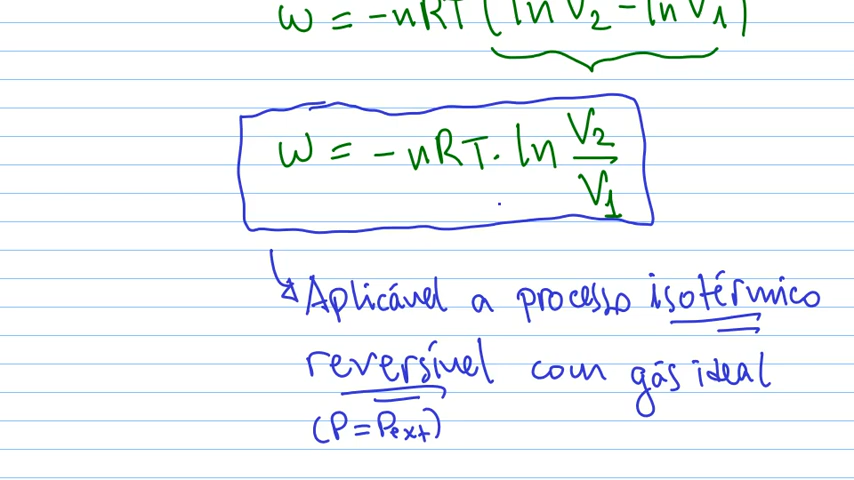 w = -nRT (ln V2 - ln V1)
w = - nRT. ln V2/V1
Aplicável a processo isotérmico
reversível com gás ideal
(P = Pext)